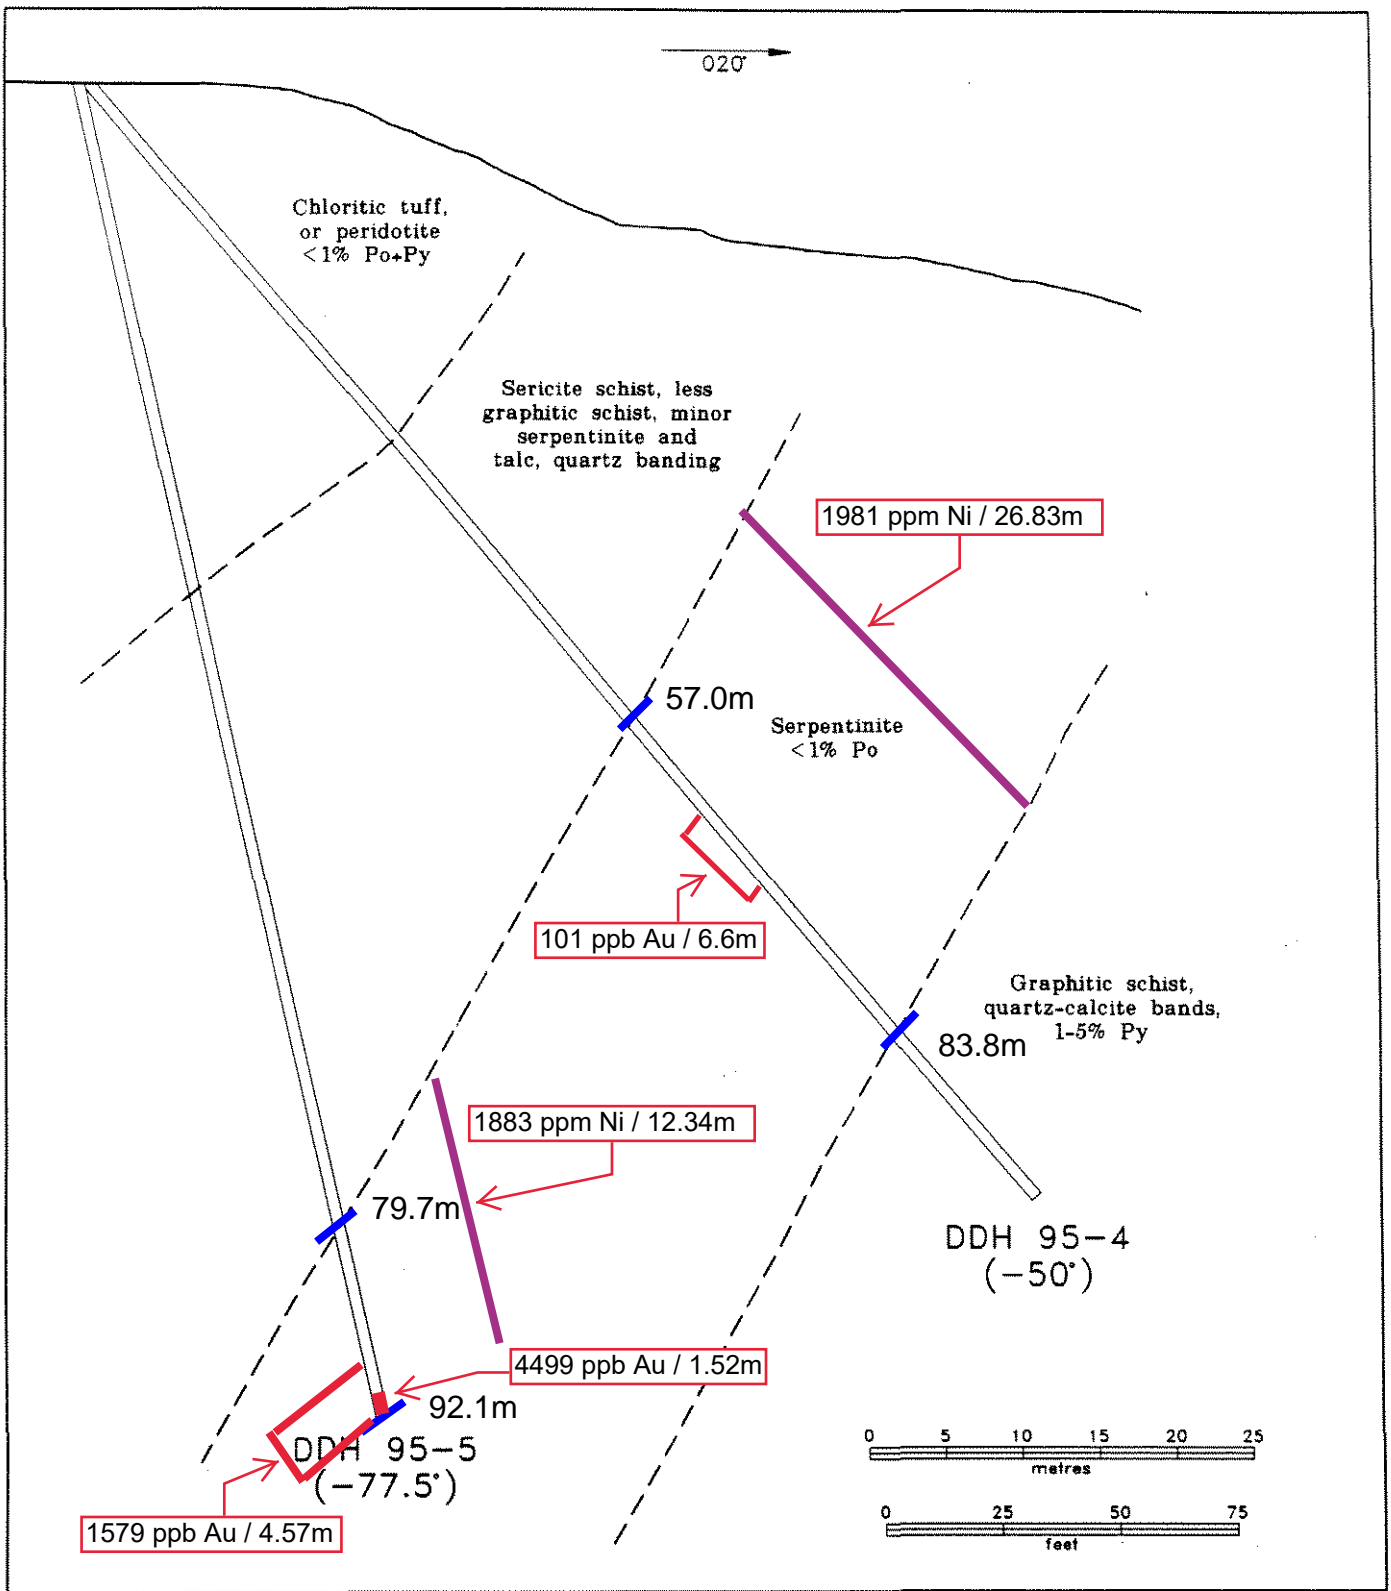 020°
Chloritic tuff,
or peridotite
<1% Po+Py
Sericite schist, less
graphitic schist, minor
serpentinite and
talc, quartz banding
1981 ppm Ni / 26.83m
57.0m
Serpentinite
<1% Po
101 ppb Au / 6.6m
Graphitic schist,
quartz-calcite bands,
1-5% Py
83.8m
1883 ppm Ni / 12.34m
79.7m
DDH 95-4
(-50°)
4499 ppb Au / 1.52m
92.1m
DDH 95-5
(-77.5°)
1579 ppb Au / 4.57m
0 5 10 15 20 25
metres
0 25 50 75
feet